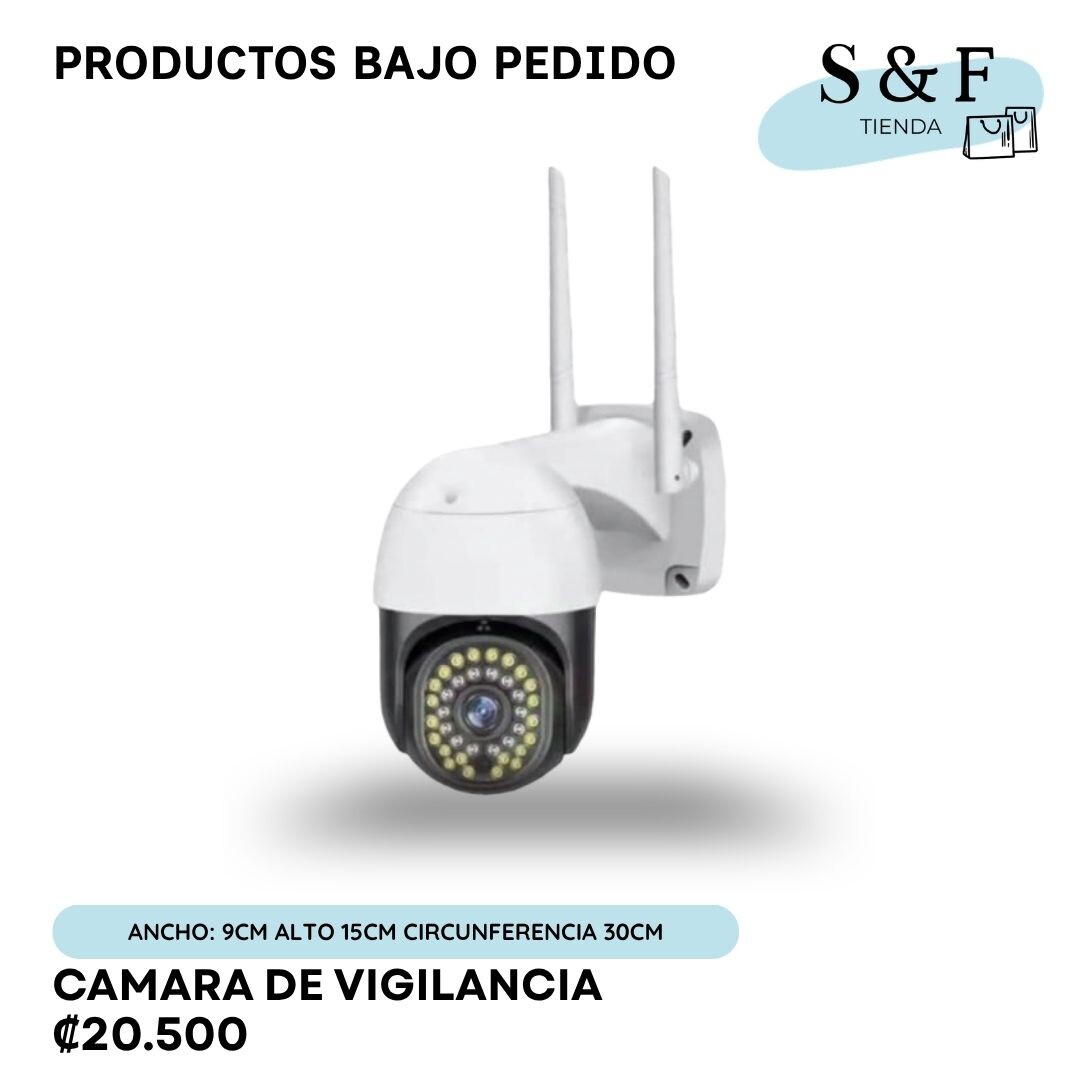 PRODUCTOS BAJO PEDIDO
S & F
TIENDA
ANCHO: 9CM ALTO 15CM CIRCUNFERENCIA 30CM
CAMARA DE VIGILANCIA
₡20.500